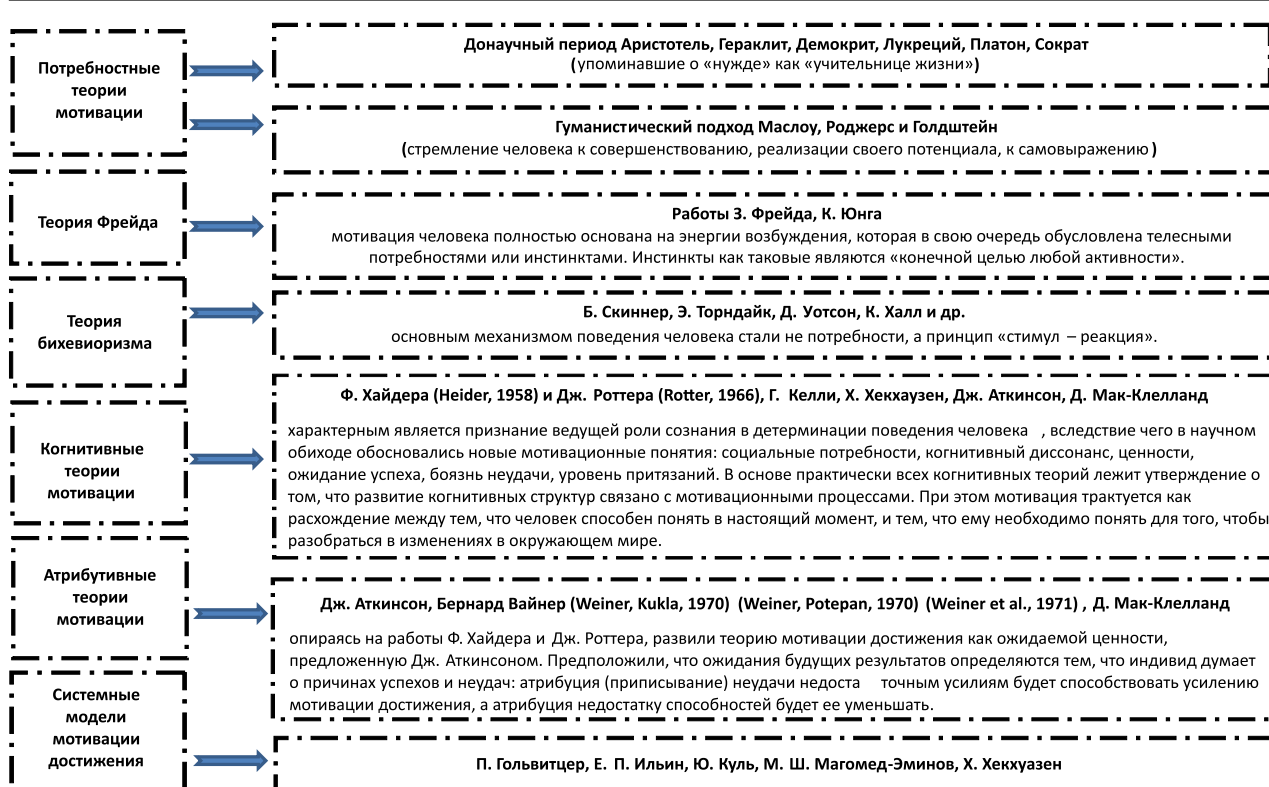 Потребностные
теории
мотивации
Донаучный период Аристотель, Гераклит, Демокрит, Лукреций, Платон, Сократ
(упоминавшие о «нужде» как «учительнице жизни»)
Гуманистический подход Маслоу, Роджерс и Голдштейн
(стремление человека к совершенствованию, реализации своего потенциала, к самовыражению)
Теория Фрейда
Работы З. Фрейда, К. Юнга
мотивация человека полностью основана на энергии возбуждения, которая в свою очередь обусловлена телесными
потребностями или инстинктами. Инстинкты как таковые являются «конечной целью любой активности».
Теория
бихевиоризма
Б. Скиннер, Э. Торндайк, Д. Уотсон, К. Халл и др.
основным механизмом поведения человека стали не потребности, а принцип «стимул – реакция».
Когнитивные
теории
мотивации
Ф. Хайдера (Heider, 1958) и Дж. Роттера (Rotter, 1966), Г. Келли, Х. Хекхаузен, Дж. Аткинсон, Д. Мак-Клелланд
характерным является признание ведущей роли сознания в детерминации поведения человека , вследствие чего в научном
обиходе обосновались новые мотивационные понятия: социальные потребности, когнитивный диссонанс, ценности,
ожидание успеха, боязнь неудачи, уровень притязаний. В основе практически всех когнитивных теорий лежит утверждение о
том, что развитие когнитивных структур связано с мотивационными процессами. При этом мотивация трактуется как
расхождение между тем, что человек способен понять в настоящий момент, и тем, что ему необходимо понять для того, чтобы
разобраться в изменениях в окружающем мире.
Атрибутивные
теории
мотивации
Дж. Аткинсон, Бернард Вайнер (Weiner, Kukla, 1970) (Weiner, Potepan, 1970) (Weiner et al., 1971) , Д. Мак-Клелланд
опираясь на работы Ф. Хайдера и Дж. Роттера, развили теорию мотивации достижения как ожидаемой ценности,
предложенную Дж. Аткинсоном. Предположили, что ожидания будущих результатов определяются тем, что индивид думает
о причинах успехов и неудач: атрибуция (приписывание) неудачи недоста точным усилиям будет способствовать усилению
мотивации достижения, а атрибуция недостатку способностей будет ее уменьшать.
Системные
модели
мотивации
достижения
П. Гольвитцер, Е. П. Ильин, Ю. Куль, М. Ш. Магомед-Эминов, Х. Хекхуазен